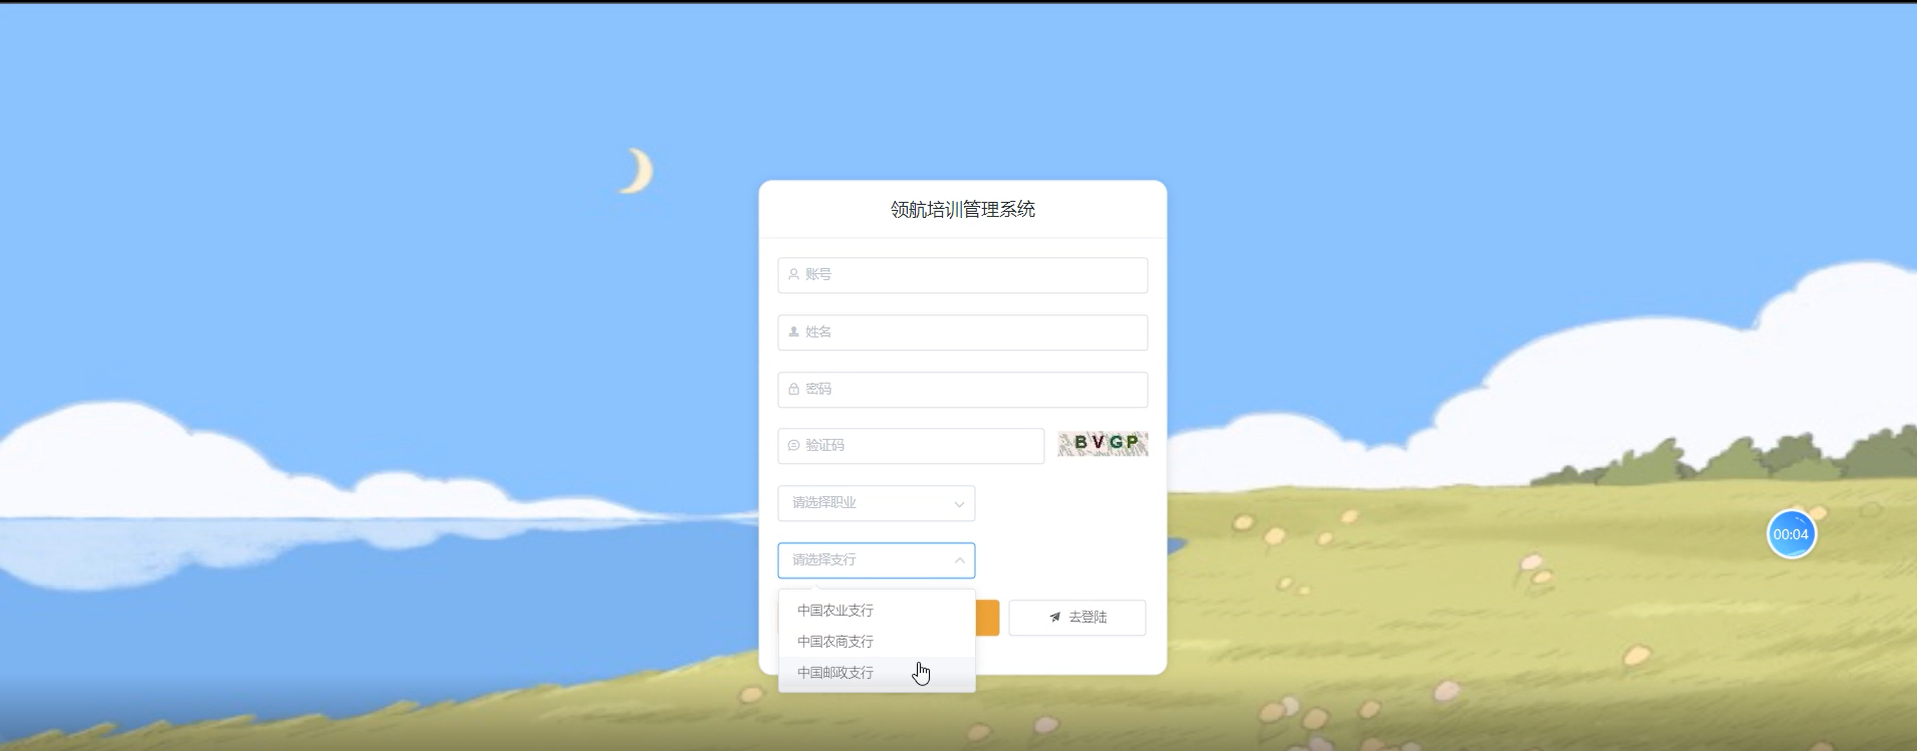 领航培训管理系统
账号
姓名
密码
验证码
BVGP
请选择职业
请选择支行
中国农业支行
中国农商支行
中国邮政支行
去登陆
00:04